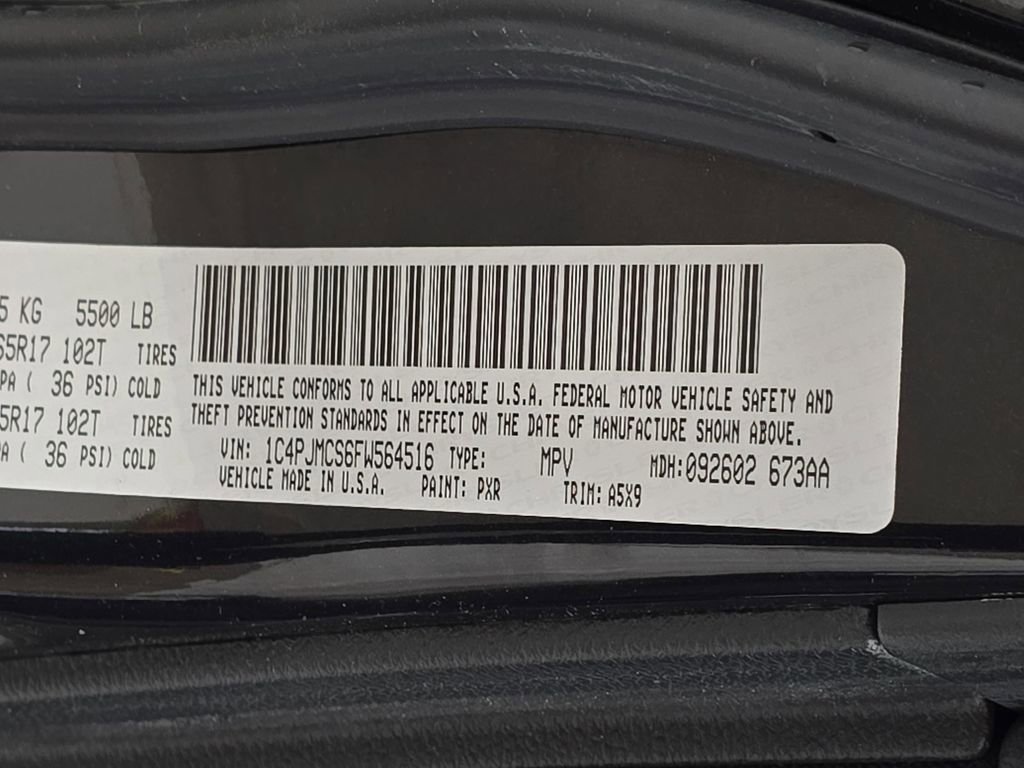 5 KG 5500 LB
65R17 102T TIRES
PA ( 36 PSI) COLD
5R17 102T TIRES
PA ( 36 PSI) COLD
THIS VEHICLE CONFORMS TO ALL APPLICABLE U.S.A. FEDERAL MOTOR VEHICLE SAFETY AND
THEFT PREVENTION STANDARDS IN EFFECT ON THE DATE OF MANUFACTURE SHOWN ABOVE.
VIN: 1C4PJMCS6FW564516 TYPE: MPV MDH:092602 673AA
VEHICLE MADE IN U.S.A. PAINT: PXR TRIM: A5X9